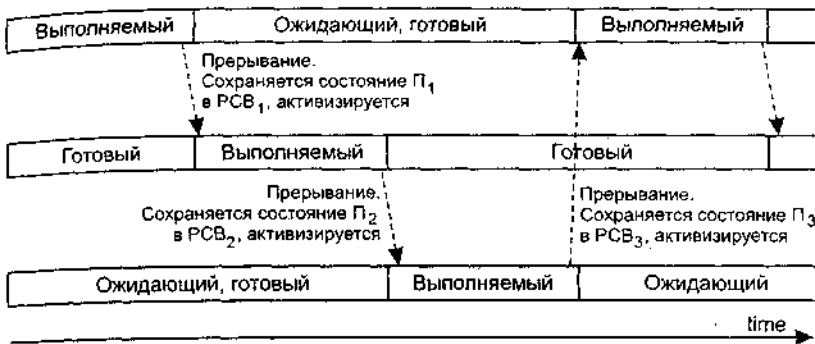 Выполняемый
Ожидающий, готовый
Выполняемый
Прерывание.
Сохраняется состояние П1
в PCB1, активизируется
Готовый
Выполняемый
Готовый
Прерывание.
Сохраняется состояние П2
в PCB2, активизируется
Прерывание.
Сохраняется состояние П3
в PCB3, активизируется
Ожидающий, готовый
Выполняемый
Ожидающий
time